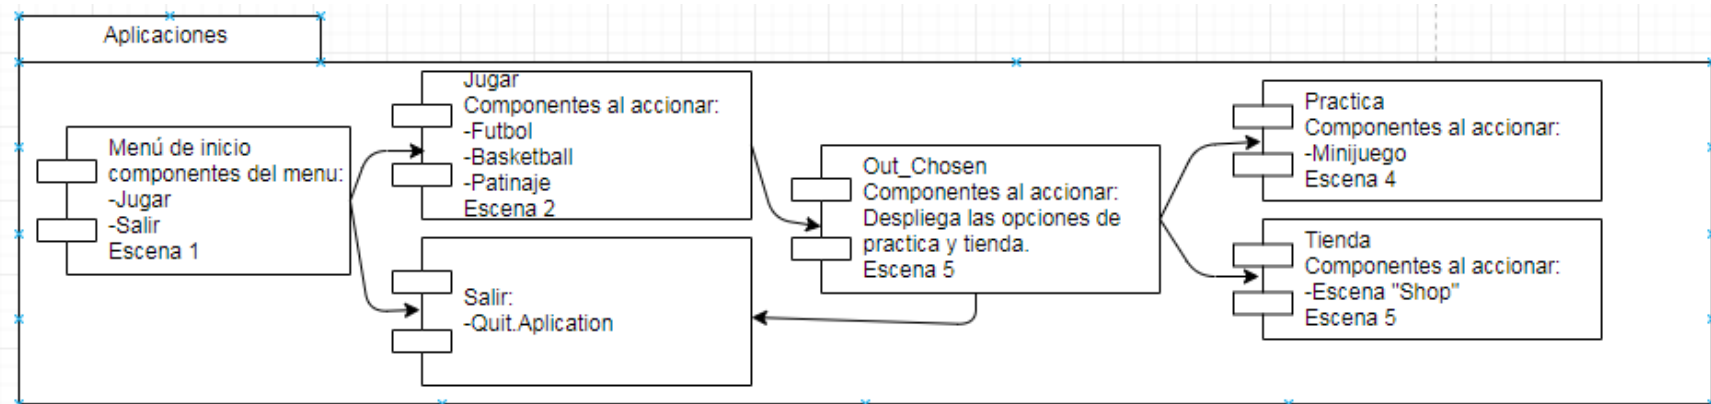 Aplicaciones
Menú de inicio
componentes del menu:
-Jugar
-Salir
Escena 1
Jugar
Componentes al accionar:
-Futbol
-Basketball
-Patinaje
Escena 2
Salir:
-Quit.Aplication
Out_Chosen
Componentes al accionar:
Despliega las opciones de
practica y tienda.
Escena 5
Practica
Componentes al accionar:
-Minijuego
Escena 4
Tienda
Componentes al accionar:
-Escena "Shop"
Escena 5